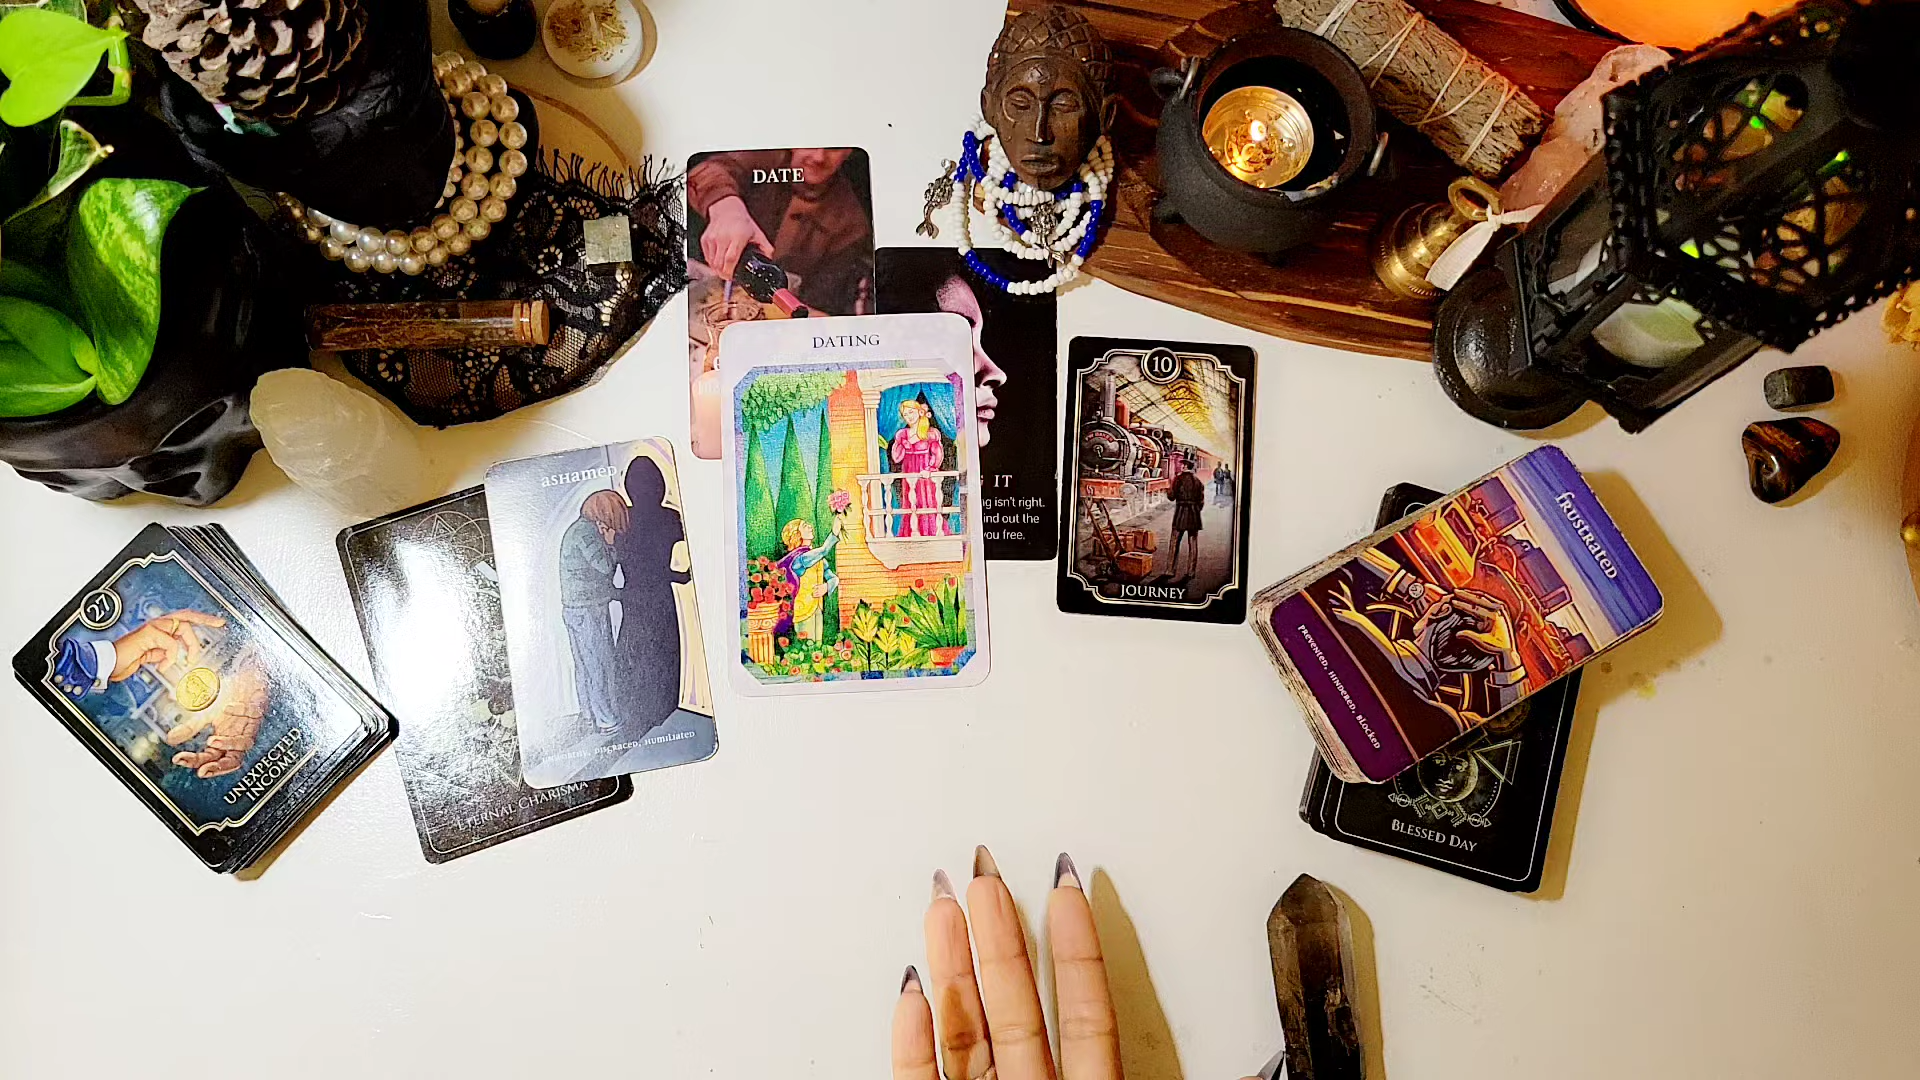 DATE
DATING
IT
ng isn't right.
ind out the
you free.
10
JOURNEY
ashamed
disgraced, humiliated
Eternal Charisma
27
UNEXPECTED
INCOME
frustrated
prevented, hindered, blocked
Blessed Day